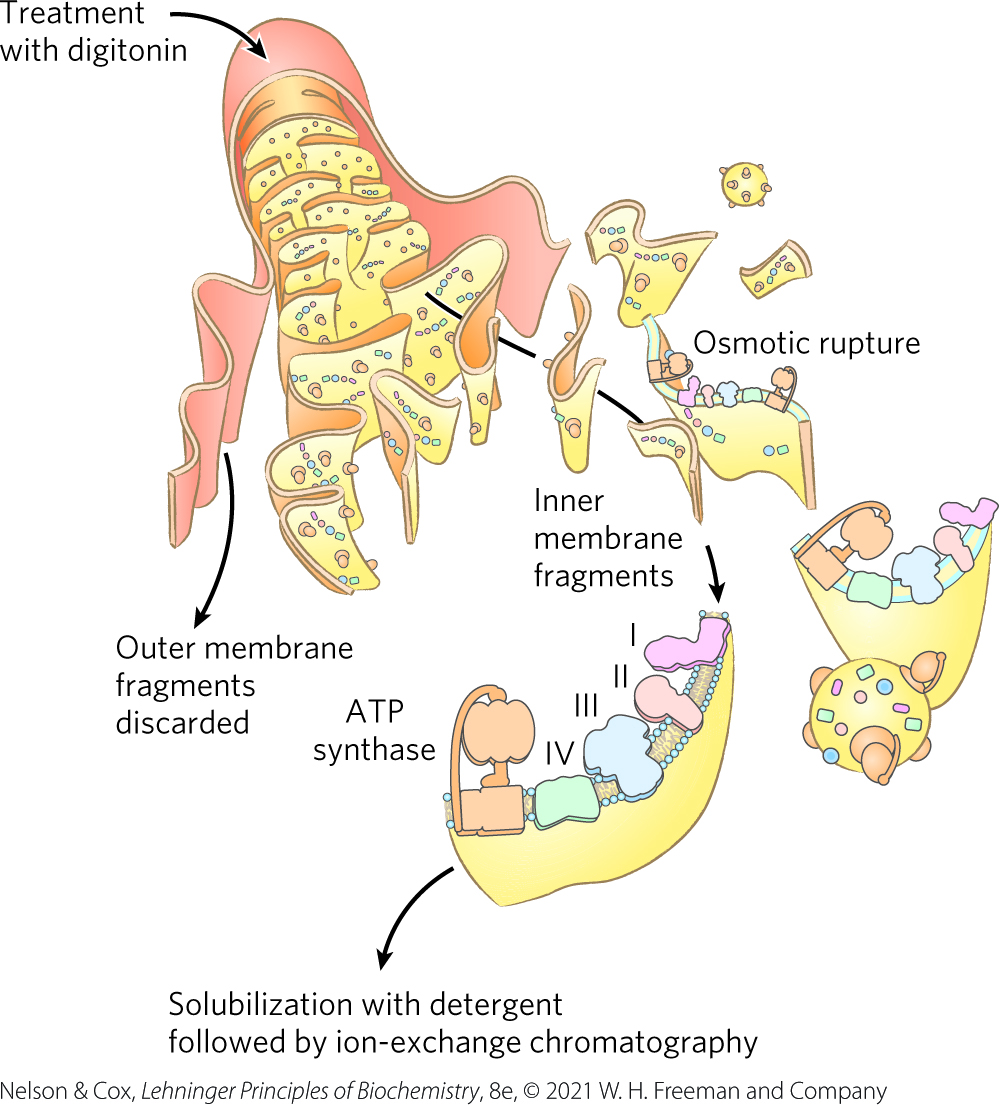 Treatment
with digitonin
Osmotic rupture
Inner
membrane
fragments
Outer membrane
fragments
discarded
I
II
III
IV
ATP
synthase
Solubilization with detergent
followed by ion-exchange chromatography
Nelson & Cox, Lehninger Principles of Biochemistry, 8e, © 2021 W. H. Freeman and Company